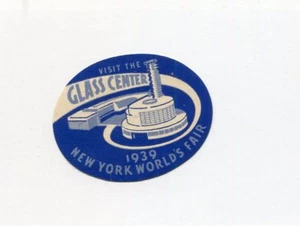 VISIT THE
GLASS CENTER
1939
NEW YORK WORLD'S FAIR